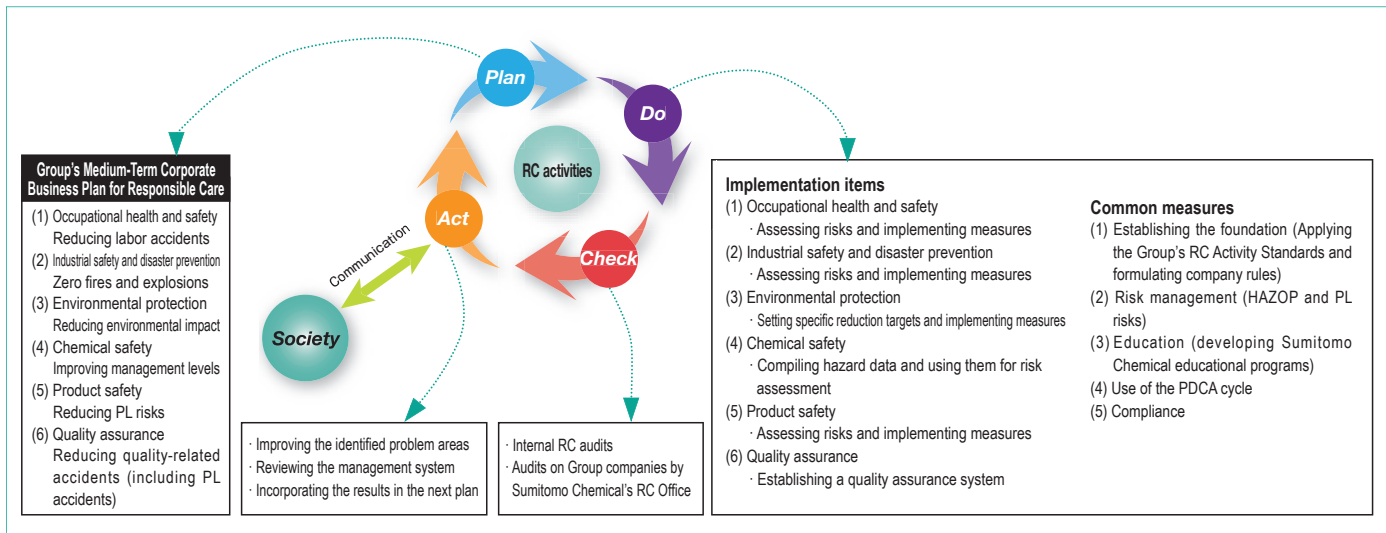 Plan
Do
Check
Act
RC activities
Communication
Society
Group's Medium-Term Corporate
Business Plan for Responsible Care
(1) Occupational health and safety
Reducing labor accidents
(2) Industrial safety and disaster prevention
Zero fires and explosions
(3) Environmental protection
Reducing environmental impact
(4) Chemical safety
Improving management levels
(5) Product safety
Reducing PL risks
(6) Quality assurance
Reducing quality-related
accidents (including PL
accidents)
· Improving the identified problem areas
· Reviewing the management system
· Incorporating the results in the next plan
· Internal RC audits
· Audits on Group companies by
Sumitomo Chemical's RC Office
Implementation items
(1) Occupational health and safety
· Assessing risks and implementing measures
(2) Industrial safety and disaster prevention
· Assessing risks and implementing measures
(3) Environmental protection
· Setting specific reduction targets and implementing measures
(4) Chemical safety
· Compiling hazard data and using them for risk
assessment
(5) Product safety
· Assessing risks and implementing measures
(6) Quality assurance
· Establishing a quality assurance system
Common measures
(1) Establishing the foundation (Applying
the Group's RC Activity Standards and
formulating company rules)
(2) Risk management (HAZOP and PL
risks)
(3) Education (developing Sumitomo
Chemical educational programs)
(4) Use of the PDCA cycle
(5) Compliance